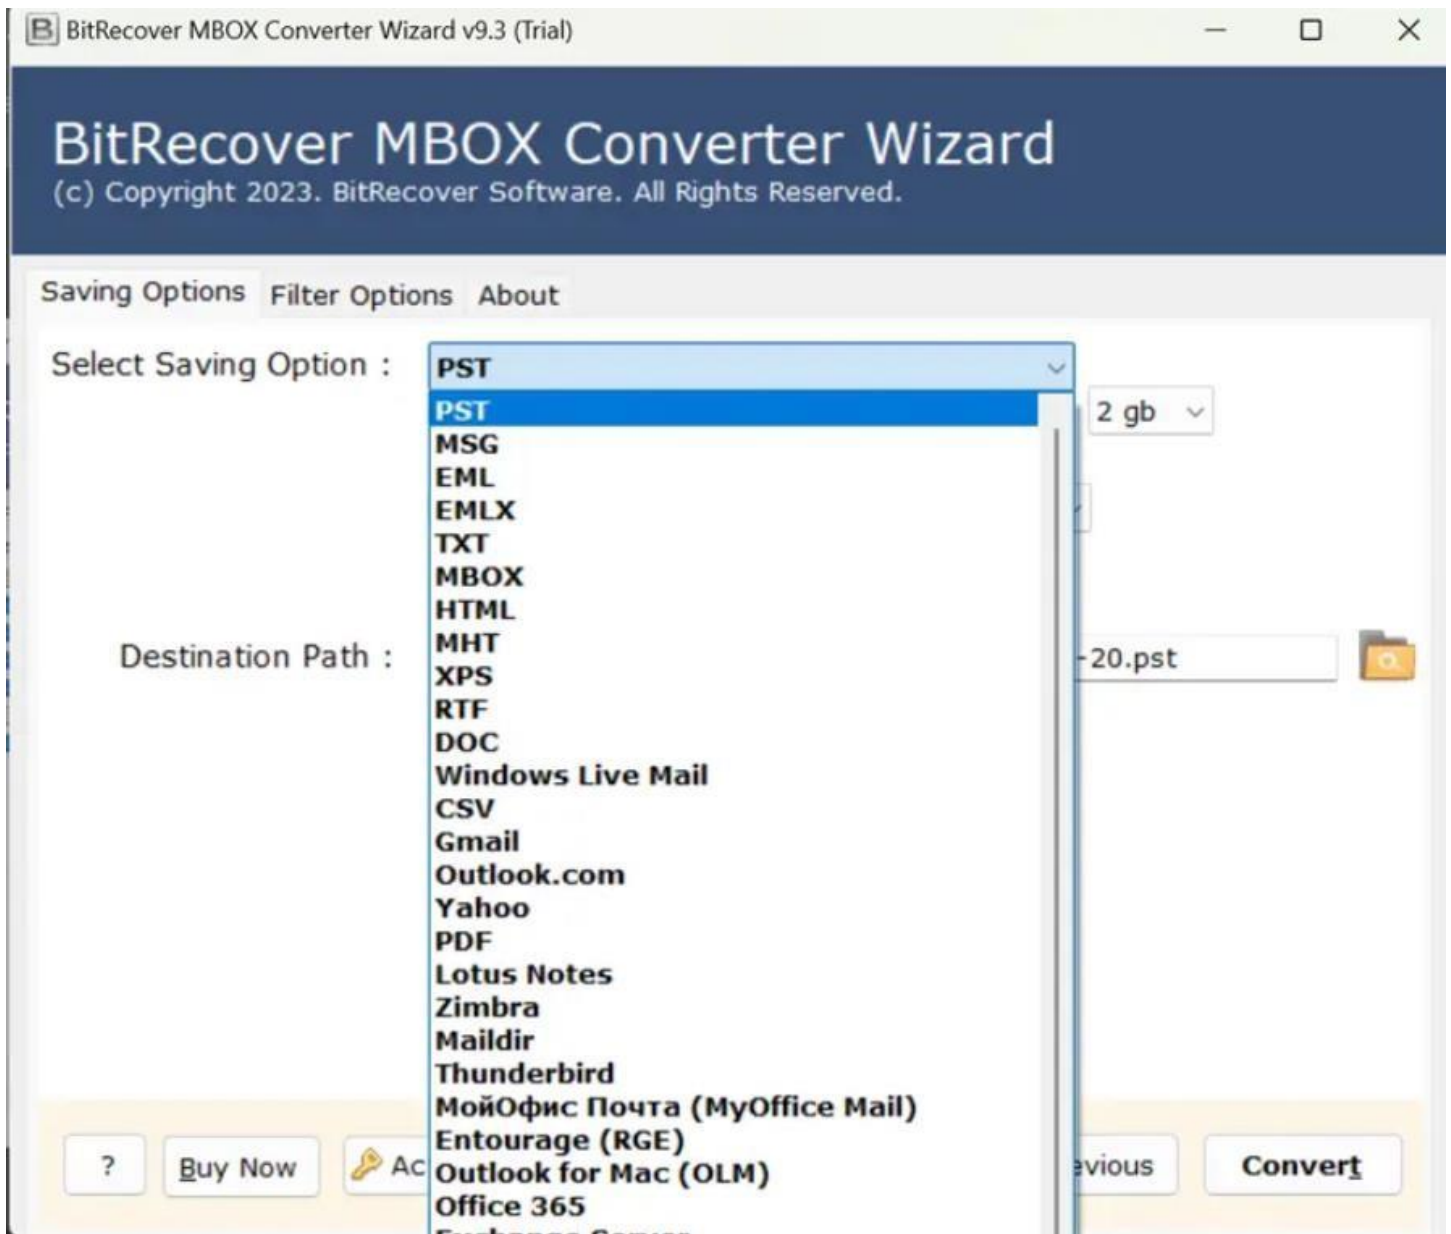 BitRecover MBOX Converter Wizard v9.3 (Trial)
BitRecover MBOX Converter Wizard
(c) Copyright 2023. BitRecover Software. All Rights Reserved.
Saving Options Filter Options About
Select Saving Option : PST
PST
2 gb
MSG
EML
EMLX
TXT
MBOX
HTML
MHT
Destination Path : -20.pst
XPS
RTF
DOC
Windows Live Mail
CSV
Gmail
Outlook.com
Yahoo
PDF
Lotus Notes
Zimbra
Maildir
Thunderbird
МойОфис Почта (MyOffice Mail)
Entourage (RGE)
? Buy Now Ac evious Convert
Outlook for Mac (OLM)
Office 365